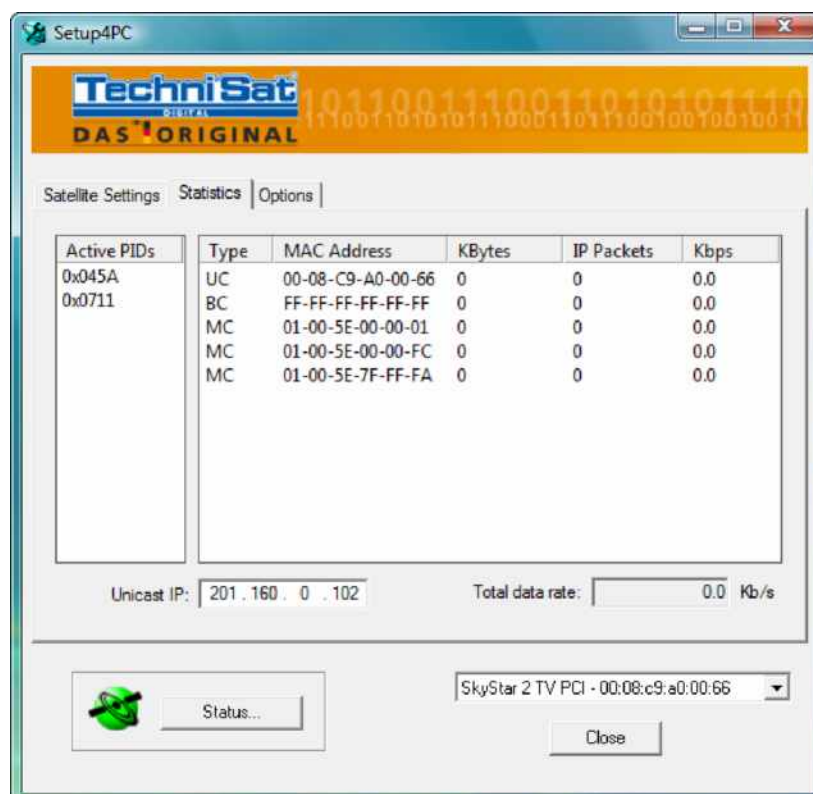 Setup4PC
TechniSat
DIGITAL
DAS ORIGINAL
Satellite Settings Statistics Options
Active PIDs Type MAC Address KBytes IP Packets Kbps
0x045A UC 00-08-C9-A0-00-66 0 0 0.0
0x0711 BC FF-FF-FF-FF-FF-FF 0 0 0.0
MC 01-00-5E-00-00-01 0 0 0.0
MC 01-00-5E-00-00-FC 0 0 0.0
MC 01-00-5E-7F-FF-FA 0 0 0.0
Unicast IP: 201 . 160 . 0 . 102 Total data rate: 0.0 Kb/s
SkyStar 2 TV PCI - 00:08:c9:a0:00:66
Status...
Close